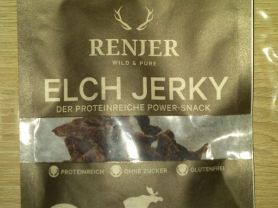 RENJER
WILD & PURE
ELCH JERKY
DER PROTEINREICHE POWER-SNACK
PROTEINREICH
OHNE ZUCKER
GLUTENFREI